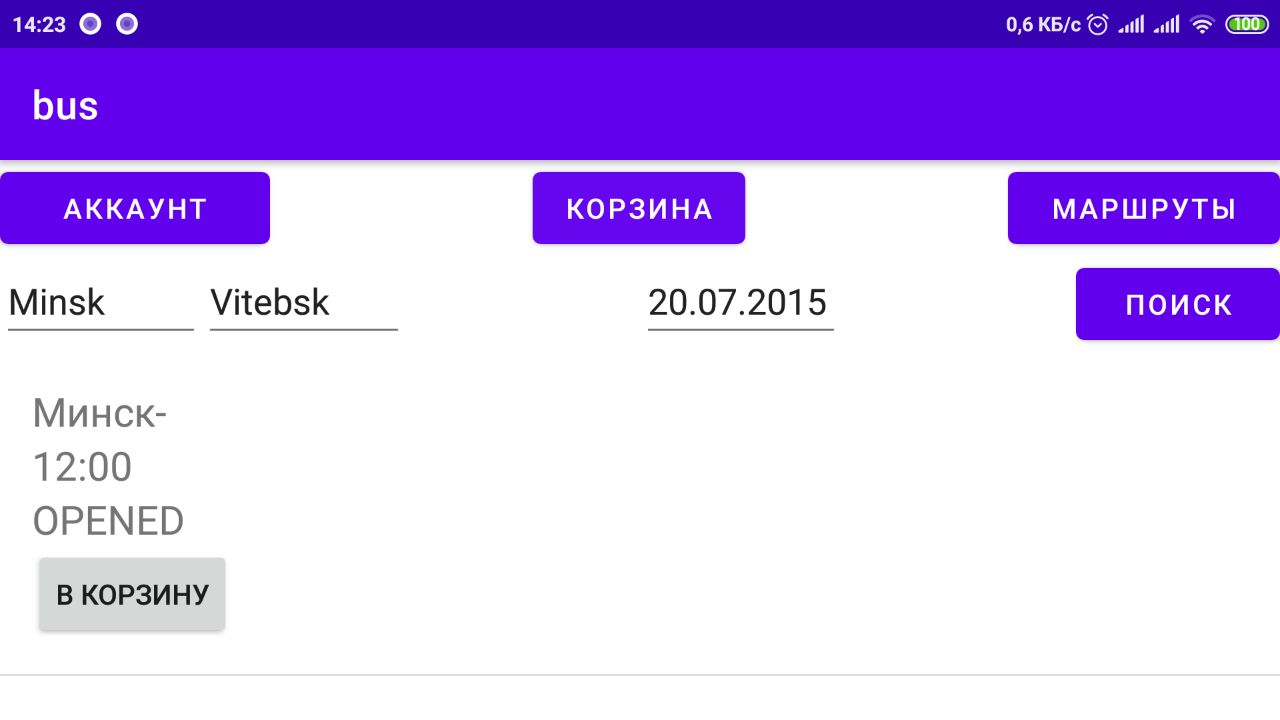 14:23 0,6 КБ/с 100
bus
АККАУНТ КОРЗИНА МАРШРУТЫ
Minsk Vitebsk 20.07.2015 ПОИСК
Минск-
12:00
OPENED
В КОРЗИНУ